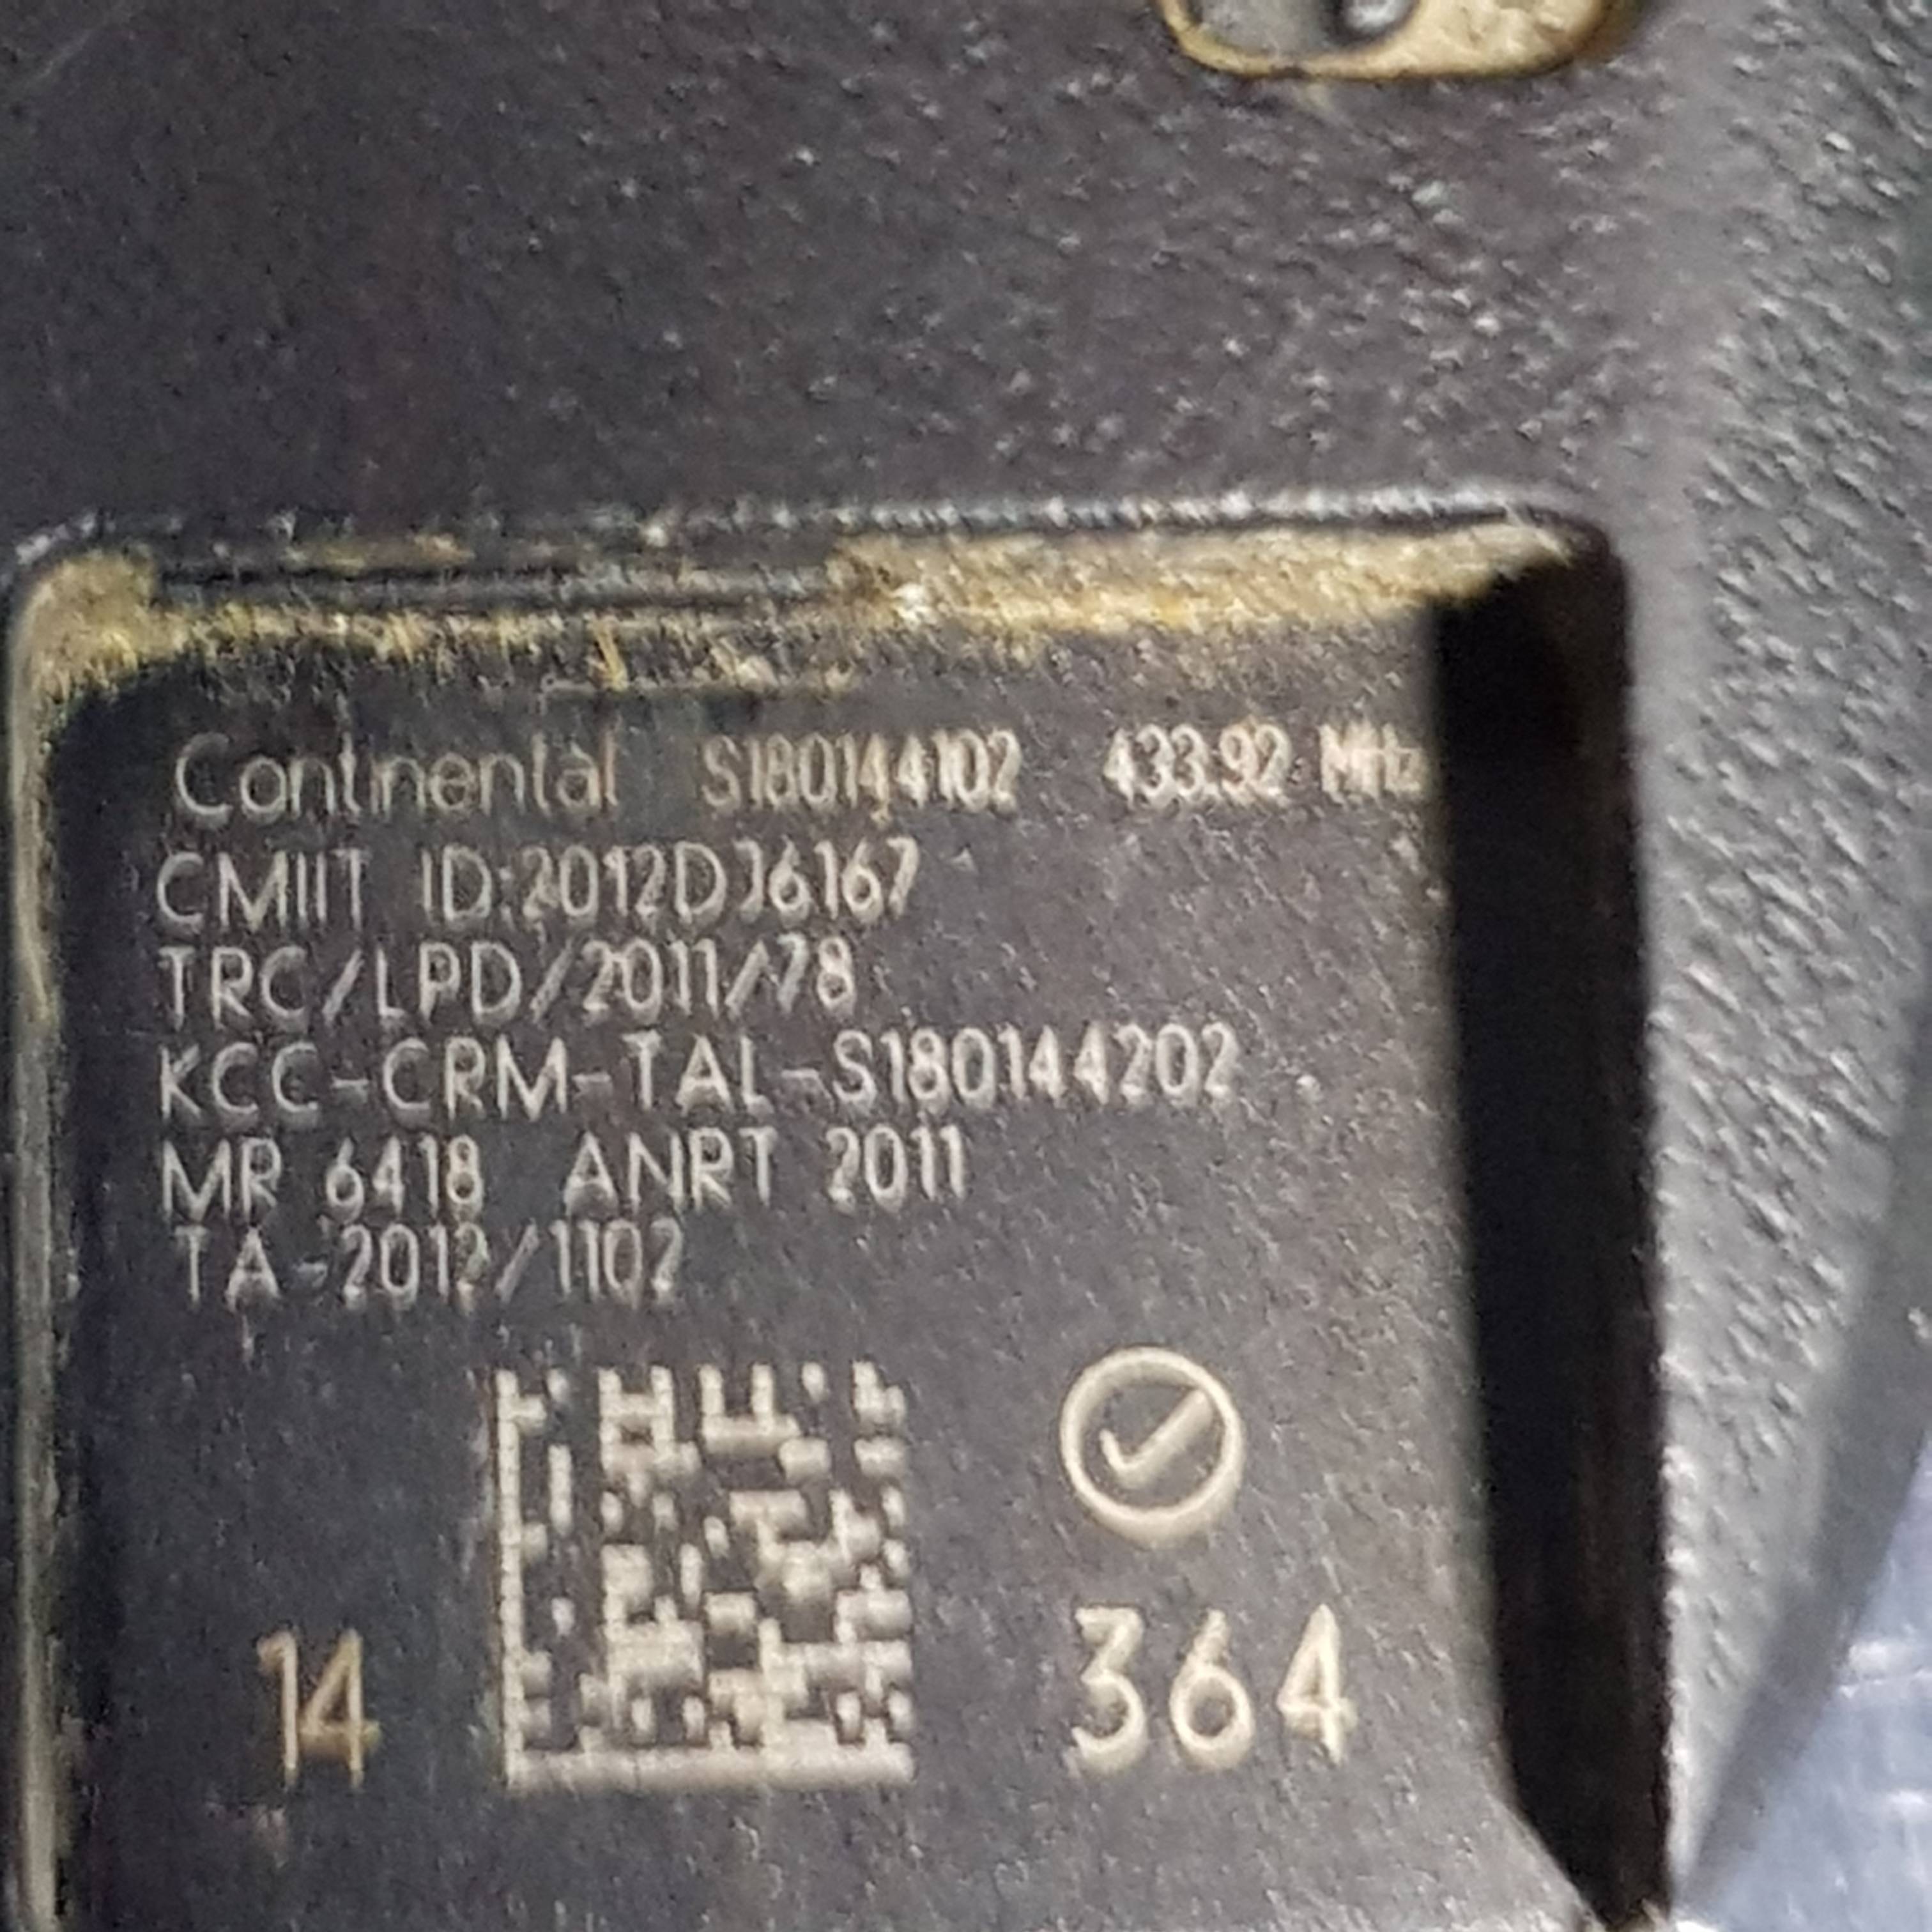 Continental S180144102 433.92 MHz
CMIIT ID:2012DJ6167
TRC/LPD/2011/78
KCC-CRM-TAL-S180144202
MR 6418 ANRT 2011
TA-2012/1102
14 364